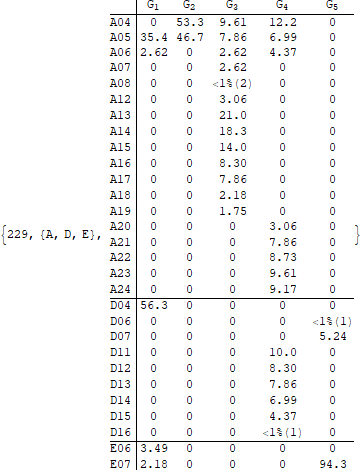 G1 G2 G3 G4 G5
A04 0 53.3 9.61 12.2 0
A05 35.4 46.7 7.86 6.99 0
A06 2.62 0 2.62 4.37 0
A07 0 0 2.62 0 0
A08 0 0 <1%(2) 0 0
A12 0 0 3.06 0 0
A13 0 0 21.0 0 0
A14 0 0 18.3 0 0
A15 0 0 14.0 0 0
A16 0 0 8.30 0 0
A17 0 0 7.86 0 0
A18 0 0 2.18 0 0
A19 0 0 1.75 0 0
{229, {A, D, E}, A20 0 0 0 3.06 0 }
A21 0 0 0 7.86 0
A22 0 0 0 8.73 0
A23 0 0 0 9.61 0
A24 0 0 0 9.17 0
D04 56.3 0 0 0 0
D06 0 0 0 0 <1%(1)
D07 0 0 0 0 5.24
D11 0 0 0 10.0 0
D12 0 0 0 8.30 0
D13 0 0 0 7.86 0
D14 0 0 0 6.99 0
D15 0 0 0 4.37 0
D16 0 0 0 <1%(1) 0
E06 3.49 0 0 0 0
E07 2.18 0 0 0 94.3